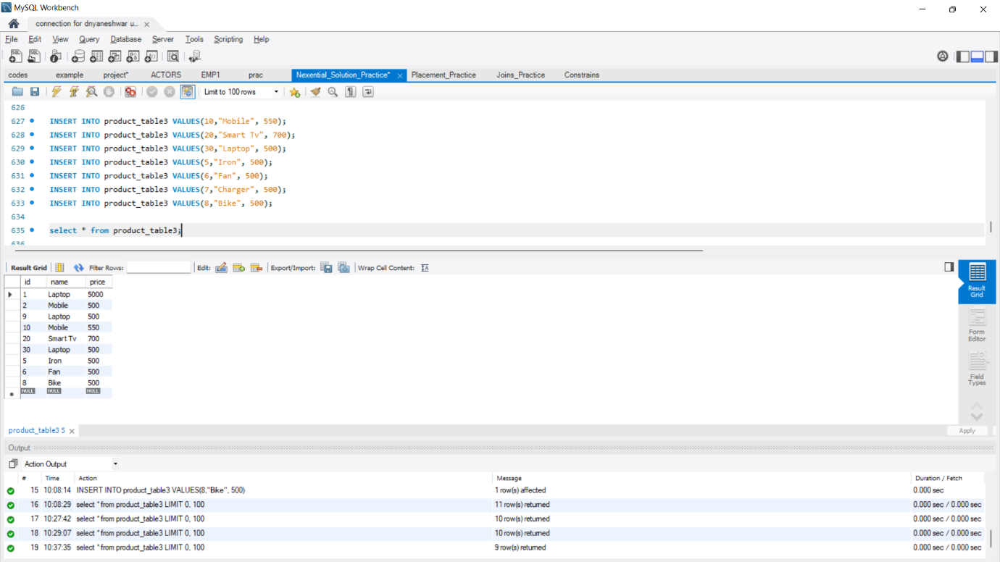 MySQL Workbench
connection for dnyaneshwar u...
File Edit View Query Database Server Tools Scripting Help
codes example project* ACTORS EMP1 prac Nexential_Solution_Practice* Placement_Practice Joins_Practice Constrains
Limit to 100 rows
626
627 INSERT INTO product_table3 VALUES(10,"Mobile", 550);
628 INSERT INTO product_table3 VALUES(20,"Smart Tv", 700);
629 INSERT INTO product_table3 VALUES(30,"Laptop", 500);
630 INSERT INTO product_table3 VALUES(5,"Iron", 500);
631 INSERT INTO product_table3 VALUES(6,"Fan", 500);
632 INSERT INTO product_table3 VALUES(7,"Charger", 500);
633 INSERT INTO product_table3 VALUES(8,"Bike", 500);
634
635 select * from product_table3;
636
Result Grid Filter Rows: Edit: Export/Import: Wrap Cell Content:
id name price
1 Laptop 5000
2 Mobile 500
9 Laptop 500
10 Mobile 550
20 Smart Tv 700
30 Laptop 500
5 Iron 500
6 Fan 500
8 Bike 500
NULL NULL NULL
Result
Grid
Form
Editor
Field
Types
product_table3 5
Apply
Output
Action Output
# Time Action Message Duration / Fetch
15 10:08:14 INSERT INTO product_table3 VALUES(8,"Bike", 500) 1 row(s) affected 0.000 sec
16 10:08:29 select * from product_table3 LIMIT 0, 100 11 row(s) returned 0.000 sec / 0.000 sec
17 10:27:42 select * from product_table3 LIMIT 0, 100 10 row(s) returned 0.000 sec / 0.000 sec
18 10:29:07 select * from product_table3 LIMIT 0, 100 10 row(s) returned 0.000 sec / 0.000 sec
19 10:37:35 select * from product_table3 LIMIT 0, 100 9 row(s) returned 0.000 sec / 0.000 sec